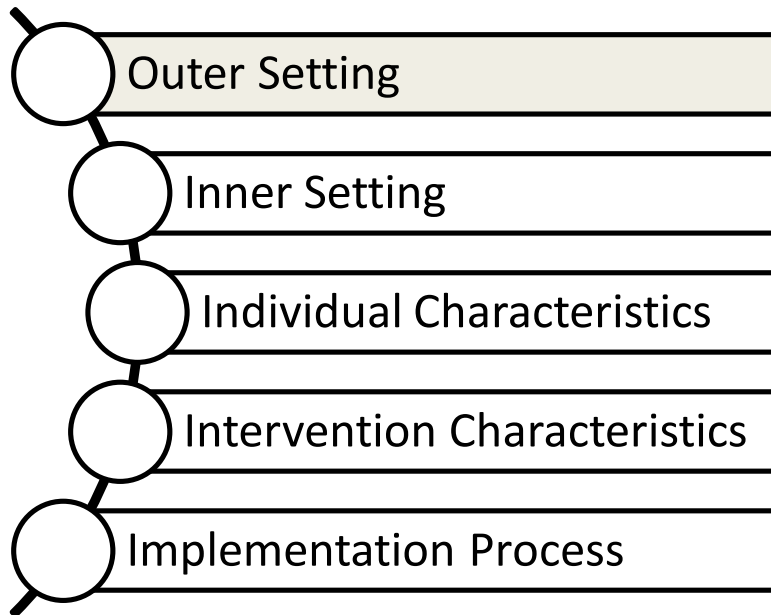 Outer Setting
Inner Setting
Individual Characteristics
Intervention Characteristics
Implementation Process